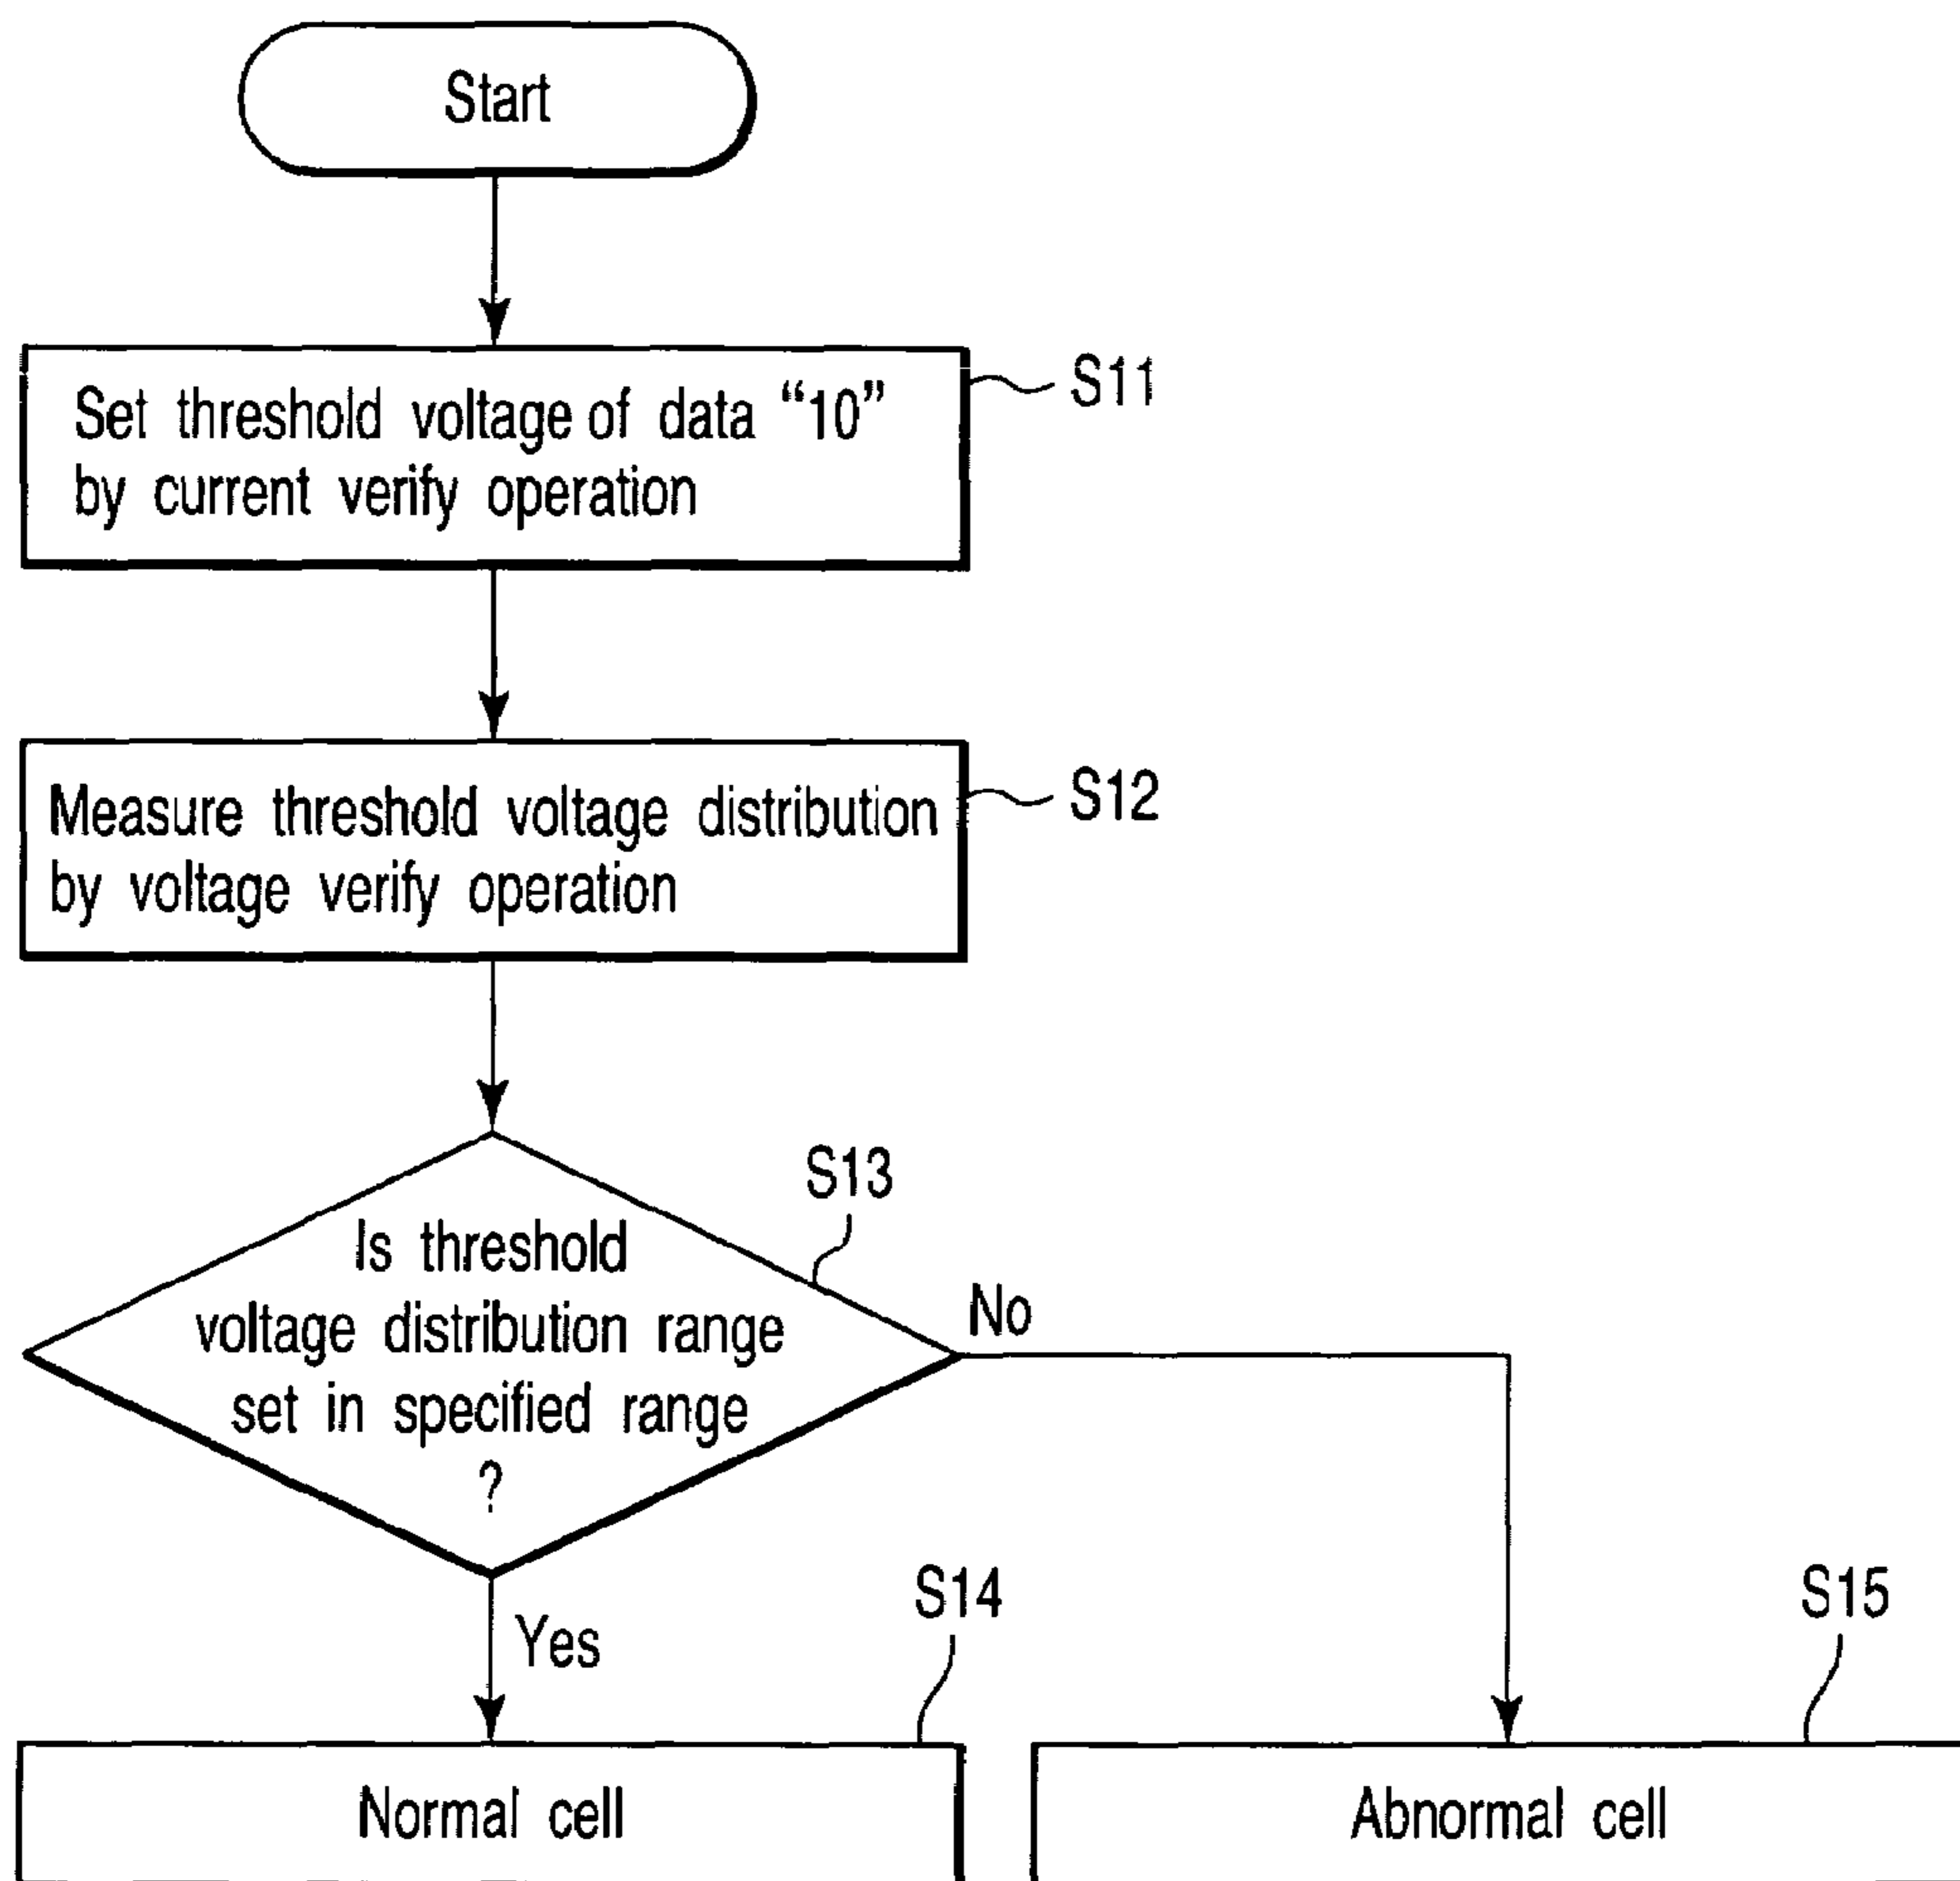 Start
Set threshold voltage of data “10”
by current verify operation
S11
Measure threshold voltage distribution
by voltage verify operation
S12
S13
Is threshold
voltage distribution range
set in specified range
?
No
Yes
S14
S15
Normal cell
Abnormal cell